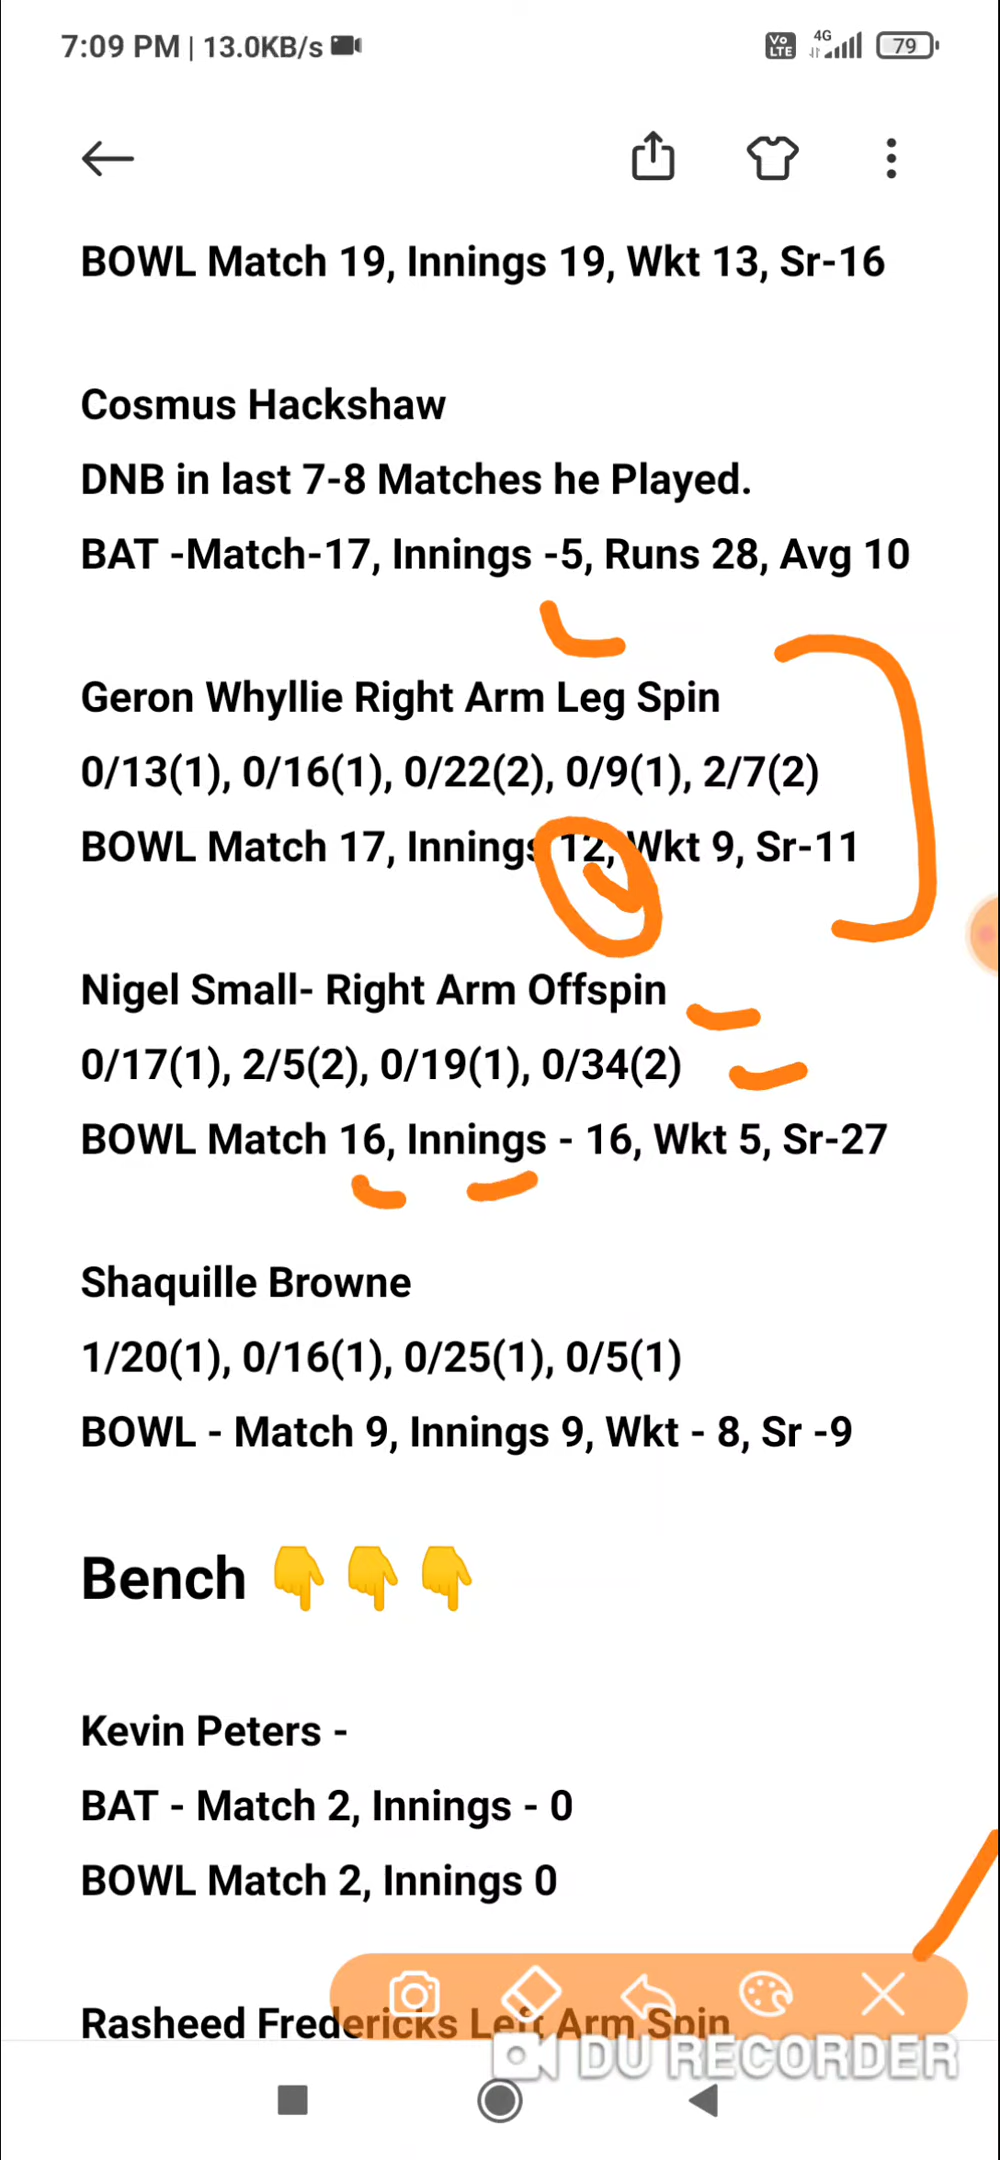 7:09 PM | 13.0KB/s Vo LTE 4G 79
BOWL Match 19, Innings 19, Wkt 13, Sr-16
Cosmus Hackshaw
DNB in last 7-8 Matches he Played.
BAT -Match-17, Innings -5, Runs 28, Avg 10
Geron Whyllie Right Arm Leg Spin
0/13(1), 0/16(1), 0/22(2), 0/9(1), 2/7(2)
BOWL Match 17, Innings 12, Wkt 9, Sr-11
Nigel Small- Right Arm Offspin
0/17(1), 2/5(2), 0/19(1), 0/34(2)
BOWL Match 16, Innings - 16, Wkt 5, Sr-27
Shaquille Browne
1/20(1), 0/16(1), 0/25(1), 0/5(1)
BOWL - Match 9, Innings 9, Wkt - 8, Sr -9
Bench 👇👇👇
Kevin Peters -
BAT - Match 2, Innings - 0
BOWL Match 2, Innings 0
Rasheed Fredericks Left Arm Spin
DU RECORDER